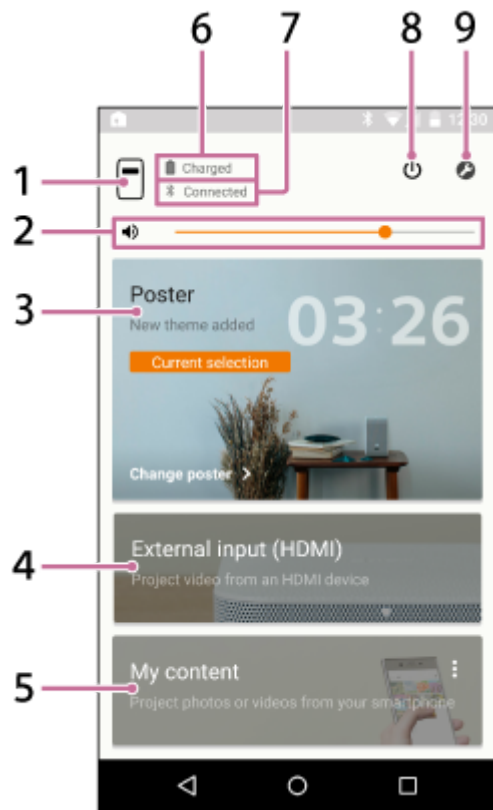 6 7 8 9
12:30
1
Charged
Connected
2
3
Poster
New theme added
03:26
Current selection
Change poster
4
External input (HDMI)
Project video from an HDMI device
5
My content
Project photos or videos from your smartphone